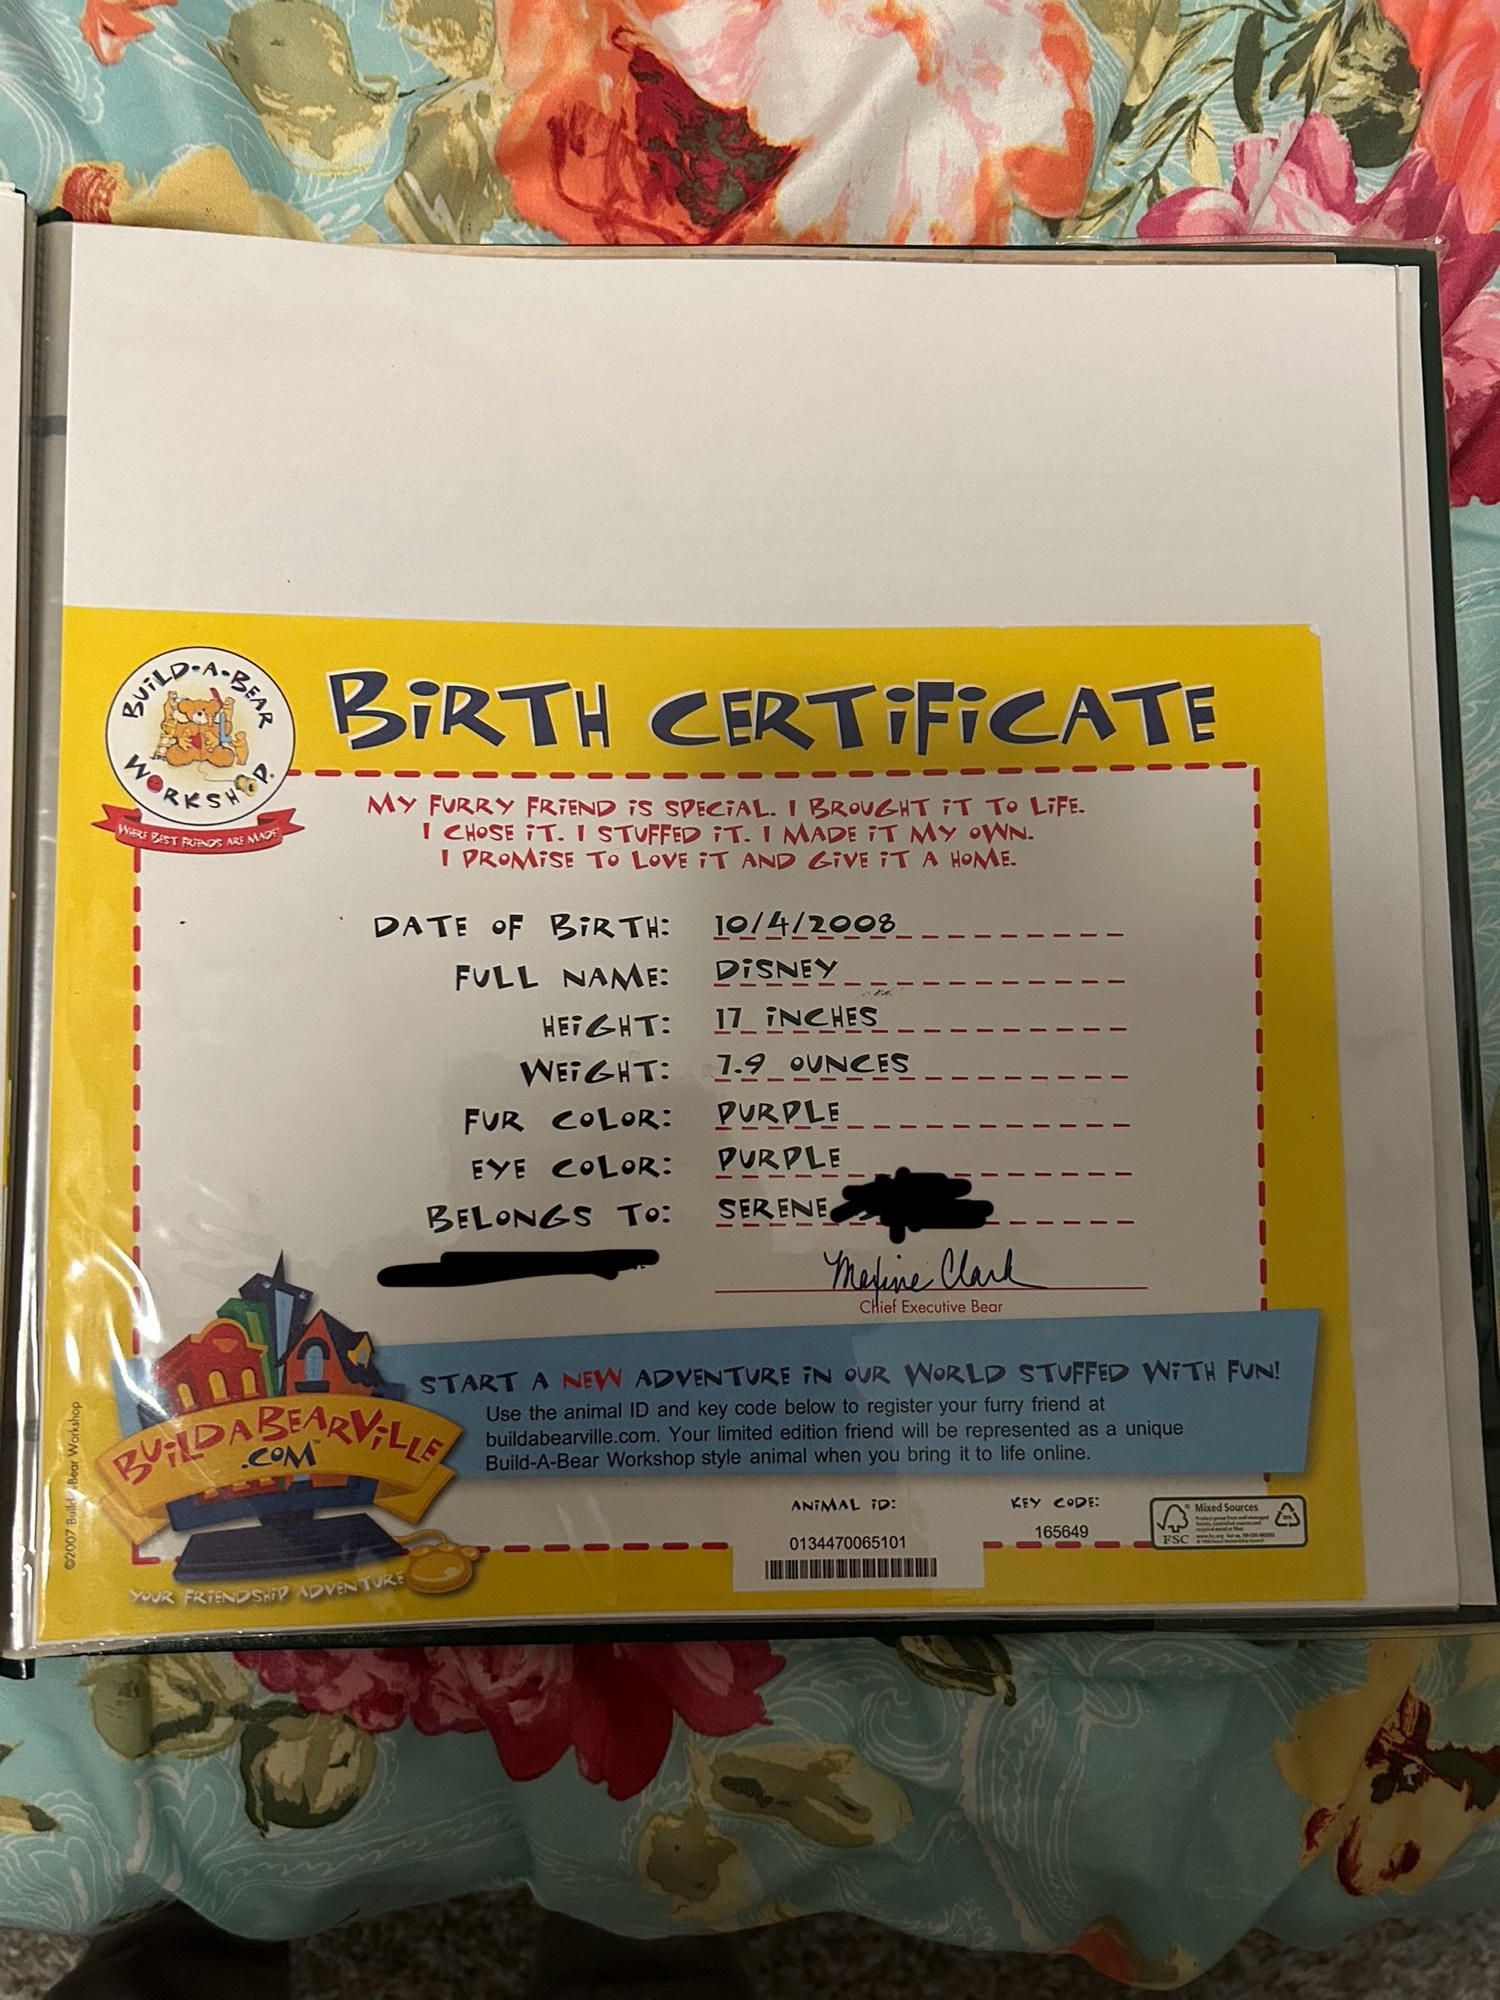 BUILD-A-BEAR
WORKSHOP.
WHERE BEST FRIENDS ARE MADE
BiRTH CERTiFiCATE
MY FURRY FRiEND iS SPECiAL. I BROUGHT iT TO LiFE.
I CHOSE iT. I STUFFED iT. I MADE iT MY OWN.
I PROMiSE TO LOVE iT AND GiVE iT A HOME.
DATE OF BiRTH: 10/4/2008
FULL NAME: DiSNEY
HEiGHT: 17 iNCHES
WEiGHT: 7.9 OUNCES
FUR COLOR: PURPLE
EYE COLOR: PURPLE
BELONGS TO: SERENE
Maxine Clark
Chief Executive Bear
START A NEW ADVENTURE iN OUR WORLD STUFFED WiTH FUN!
Use the animal ID and key code below to register your furry friend at
buildabearville.com. Your limited edition friend will be represented as a unique
Build-A-Bear Workshop style animal when you bring it to life online.
BUiLDABEARViLLE
.COM™
YOUR FRiENDSHiP ADVENTURE
ANiMAL iD: KEY CODE:
0134470065101 165649
FSC
Mixed Sources
©2007 Build-A-Bear Workshop